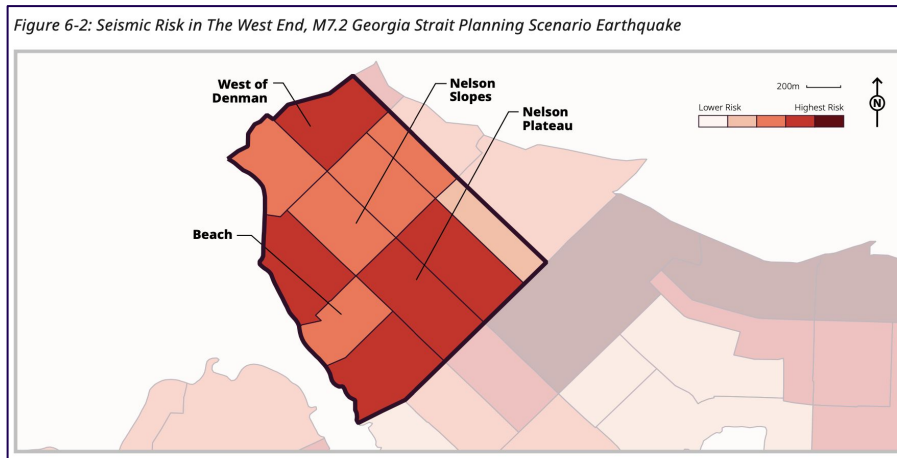 Figure 6-2: Seismic Risk in The West End, M7.2 Georgia Strait Planning Scenario Earthquake
West of
Denman
Nelson
Slopes
Nelson
Plateau
Beach
200m
Lower Risk
Highest Risk
N